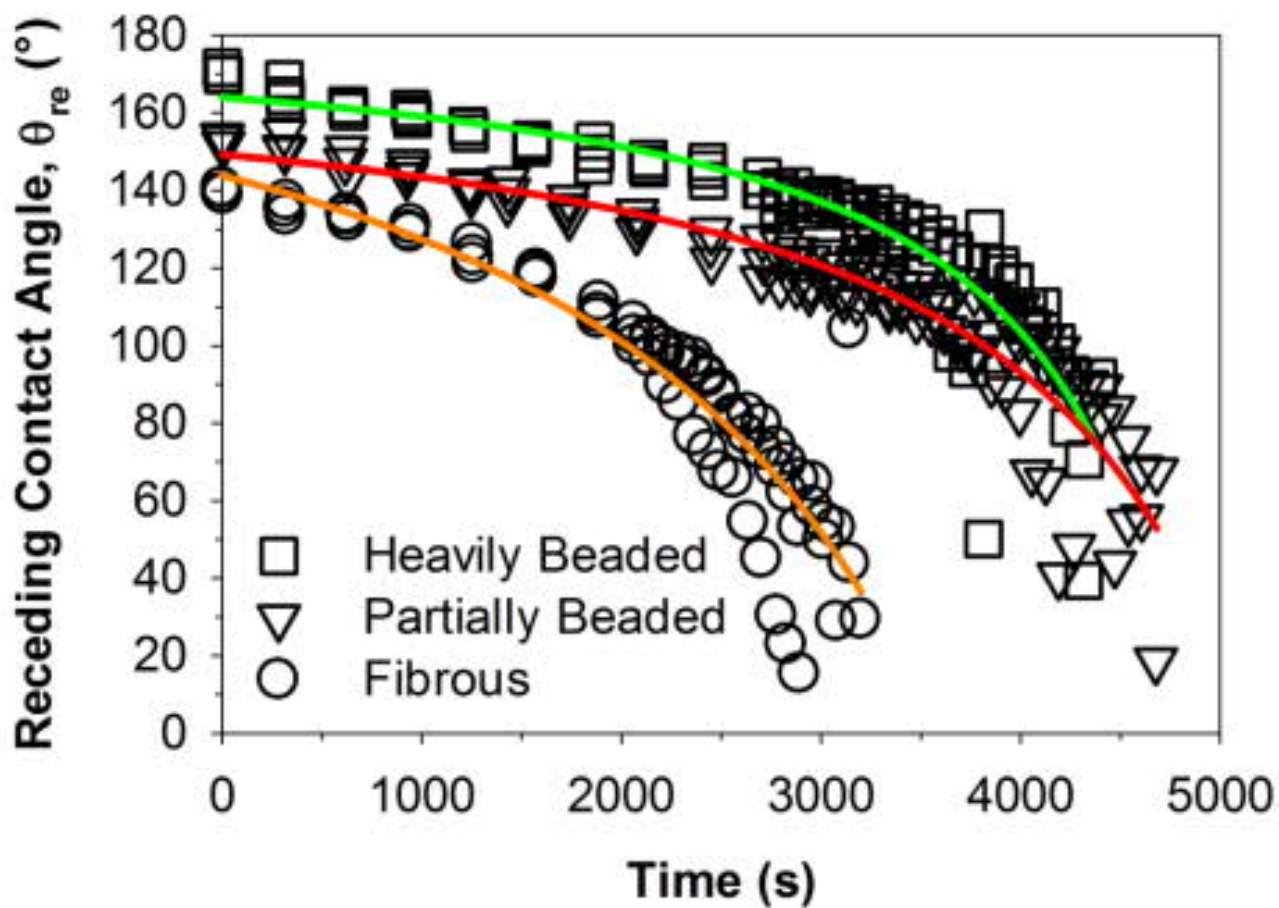 Receding Contact Angle, θre (°)
180
160
140
120
100
80
60
40
20
0
Heavily Beaded
Partially Beaded
Fibrous
0 1000 2000 3000 4000 5000
Time (s)